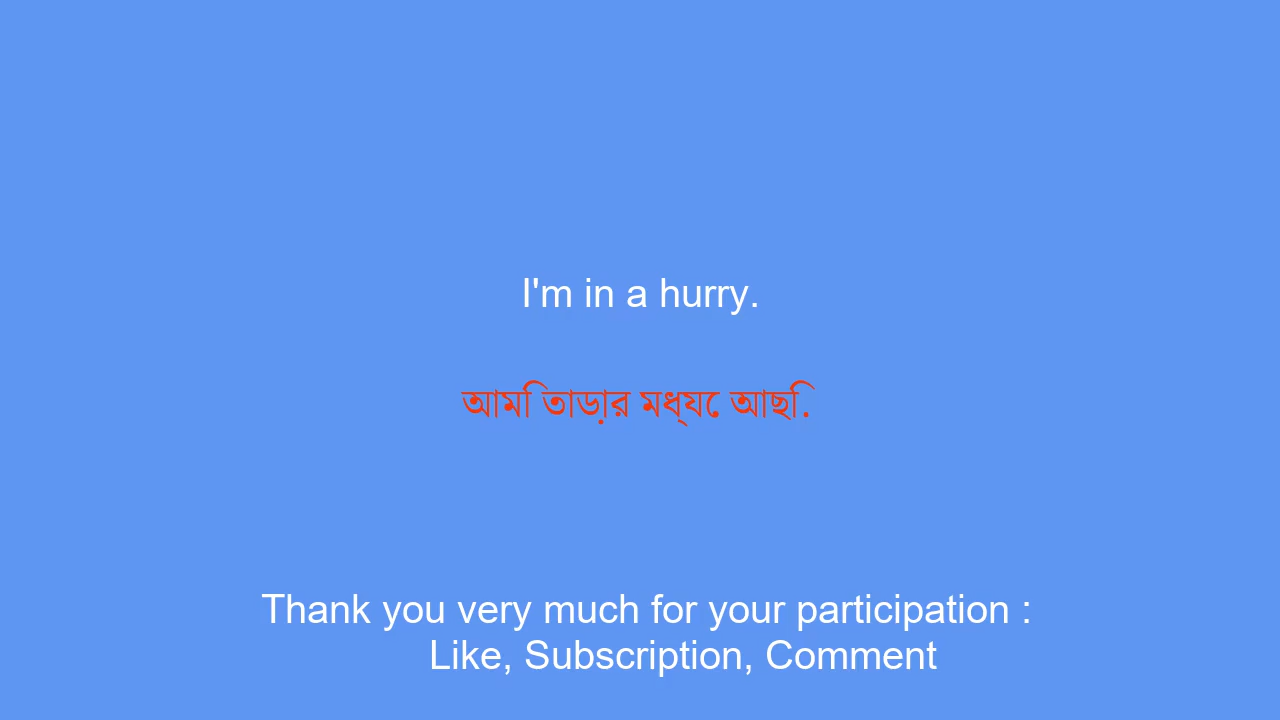 I'm in a hurry.
আমি তাড়ার মধ্যে আছি.
Thank you very much for your participation :
Like, Subscription, Comment